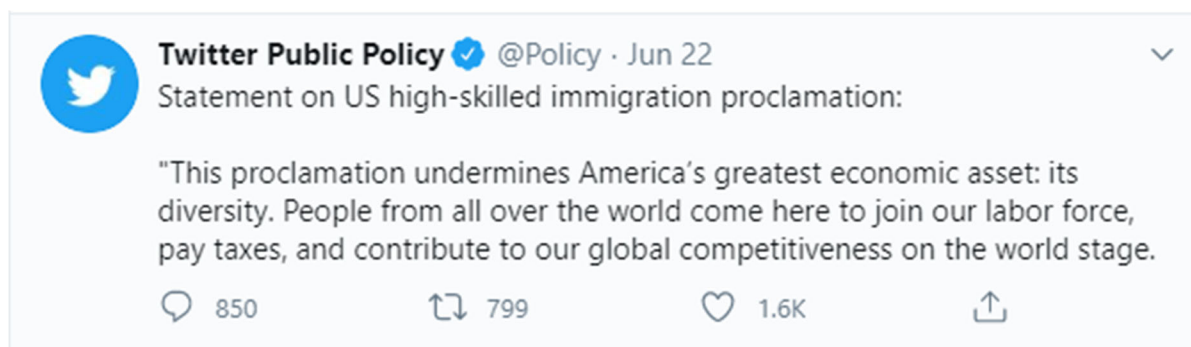 Twitter Public Policy @Policy · Jun 22
Statement on US high-skilled immigration proclamation:
"This proclamation undermines America's greatest economic asset: its
diversity. People from all over the world come here to join our labor force,
pay taxes, and contribute to our global competitiveness on the world stage.
850 799 1.6K